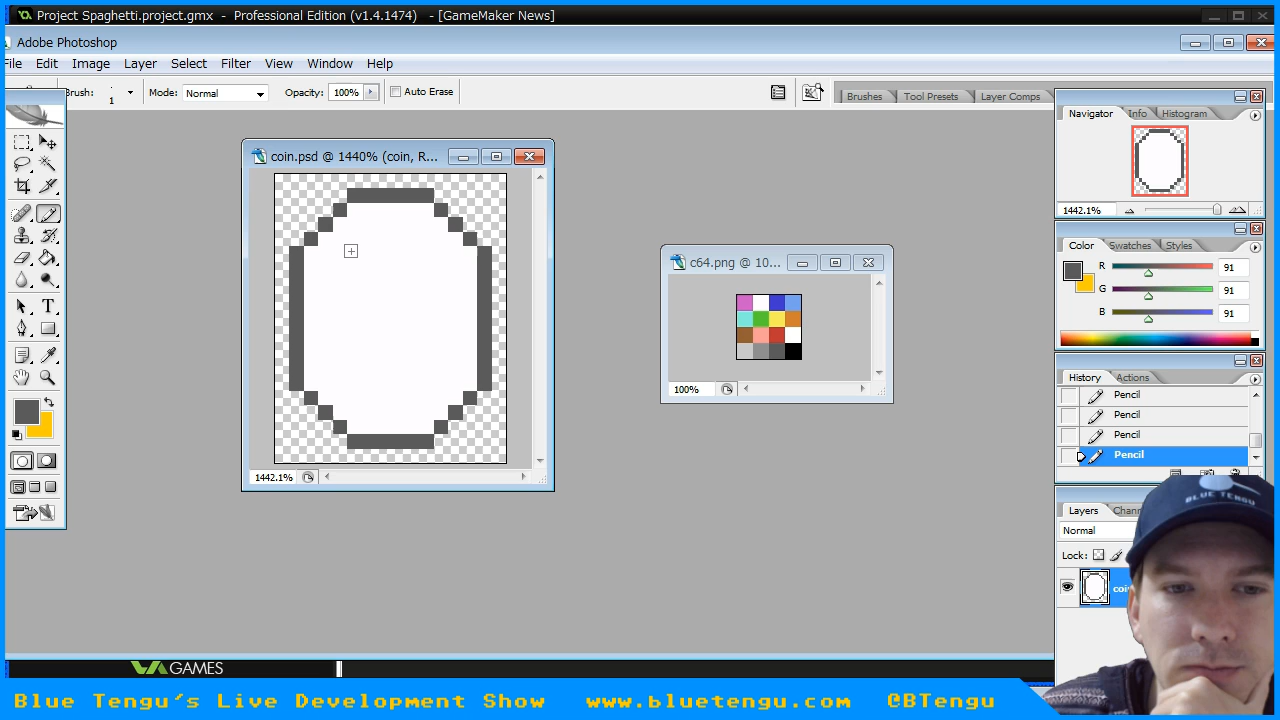 Project Spaghetti.project.gmx - Professional Edition (v1.4.1474) - [GameMaker News]
Adobe Photoshop
File Edit Image Layer Select Filter View Window Help
Brush: 1 Mode: Normal Opacity: 100% Auto Erase
Brushes Tool Presets Layer Comps
coin.psd @ 1440% (coin, R...
1442.1%
c64.png @ 10...
100%
Navigator Info Histogram
1442.1%
Color Swatches Styles
R 91
G 91
B 91
History Actions
Pencil
Pencil
Pencil
Pencil
Layers Chann
Normal
Lock:
coin
BLUE TENGU
GAMES
Blue Tengu's Live Development Show www.bluetengu.com @BTengu